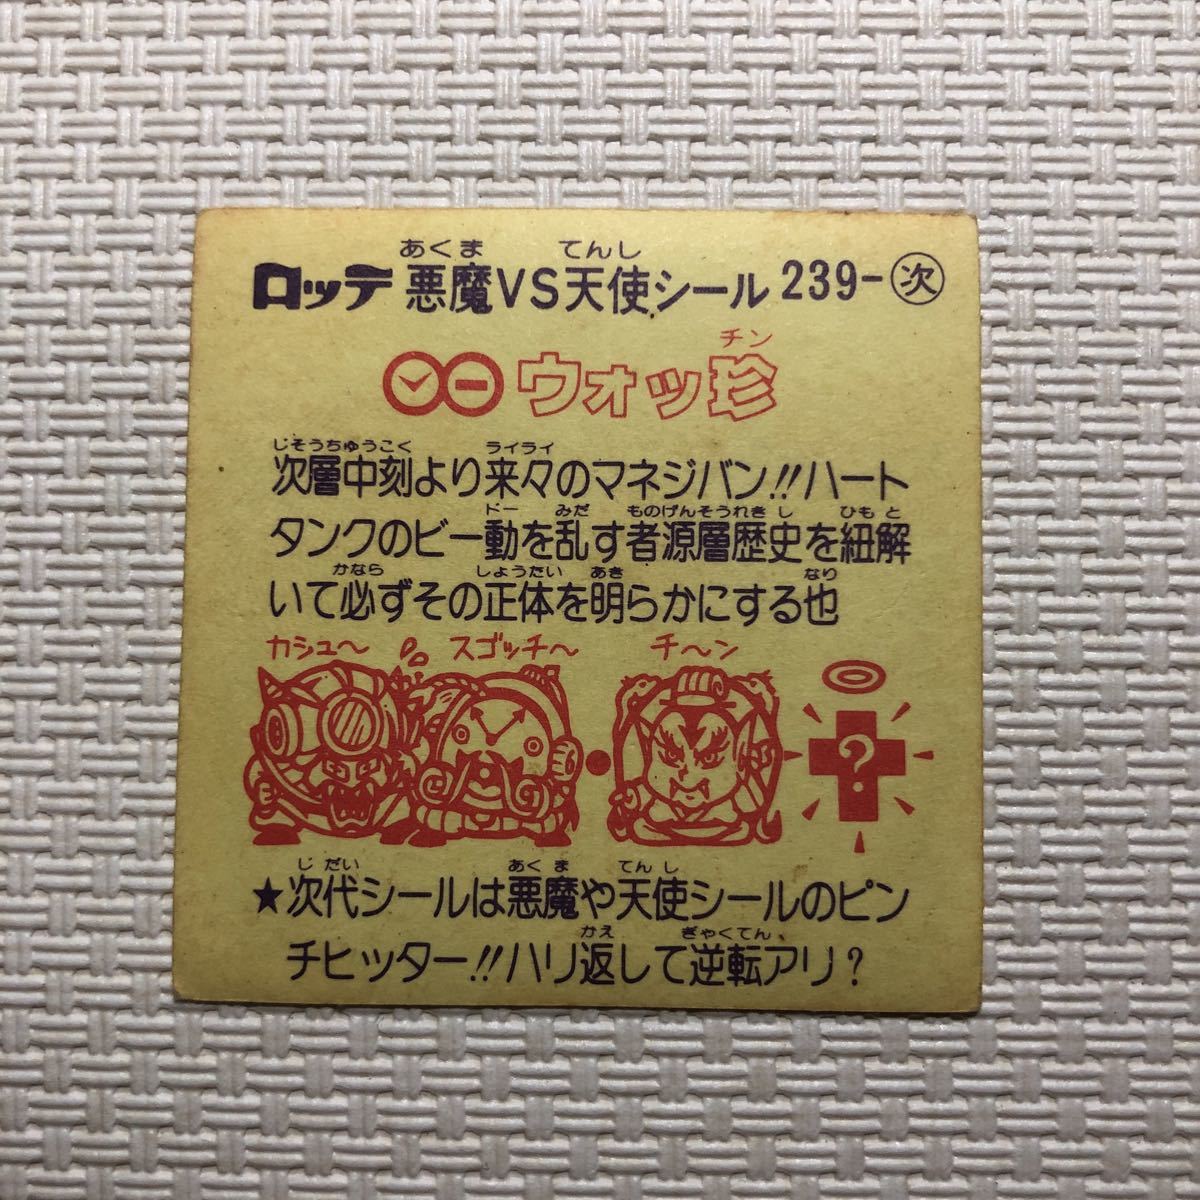 あくま てんし
ロッテ 悪魔VS天使シール 239-次
チン
ウォッ珍
じそうちゅうこく ライライ
次層中刻より来々のマネジバン!!ハート
ドー みだ ものげんそうれきし ひもと
タンクのビー動を乱す者源層歴史を紐解
かなら しょうたい あき なり
いて必ずその正体を明らかにする也
カシュ〜 スゴッチ〜 チ〜ン
?
じだい あくま てんし
★次代シールは悪魔や天使シールのピン
かえ ぎゃくてん
チヒッター!!ハリ返して逆転アリ?